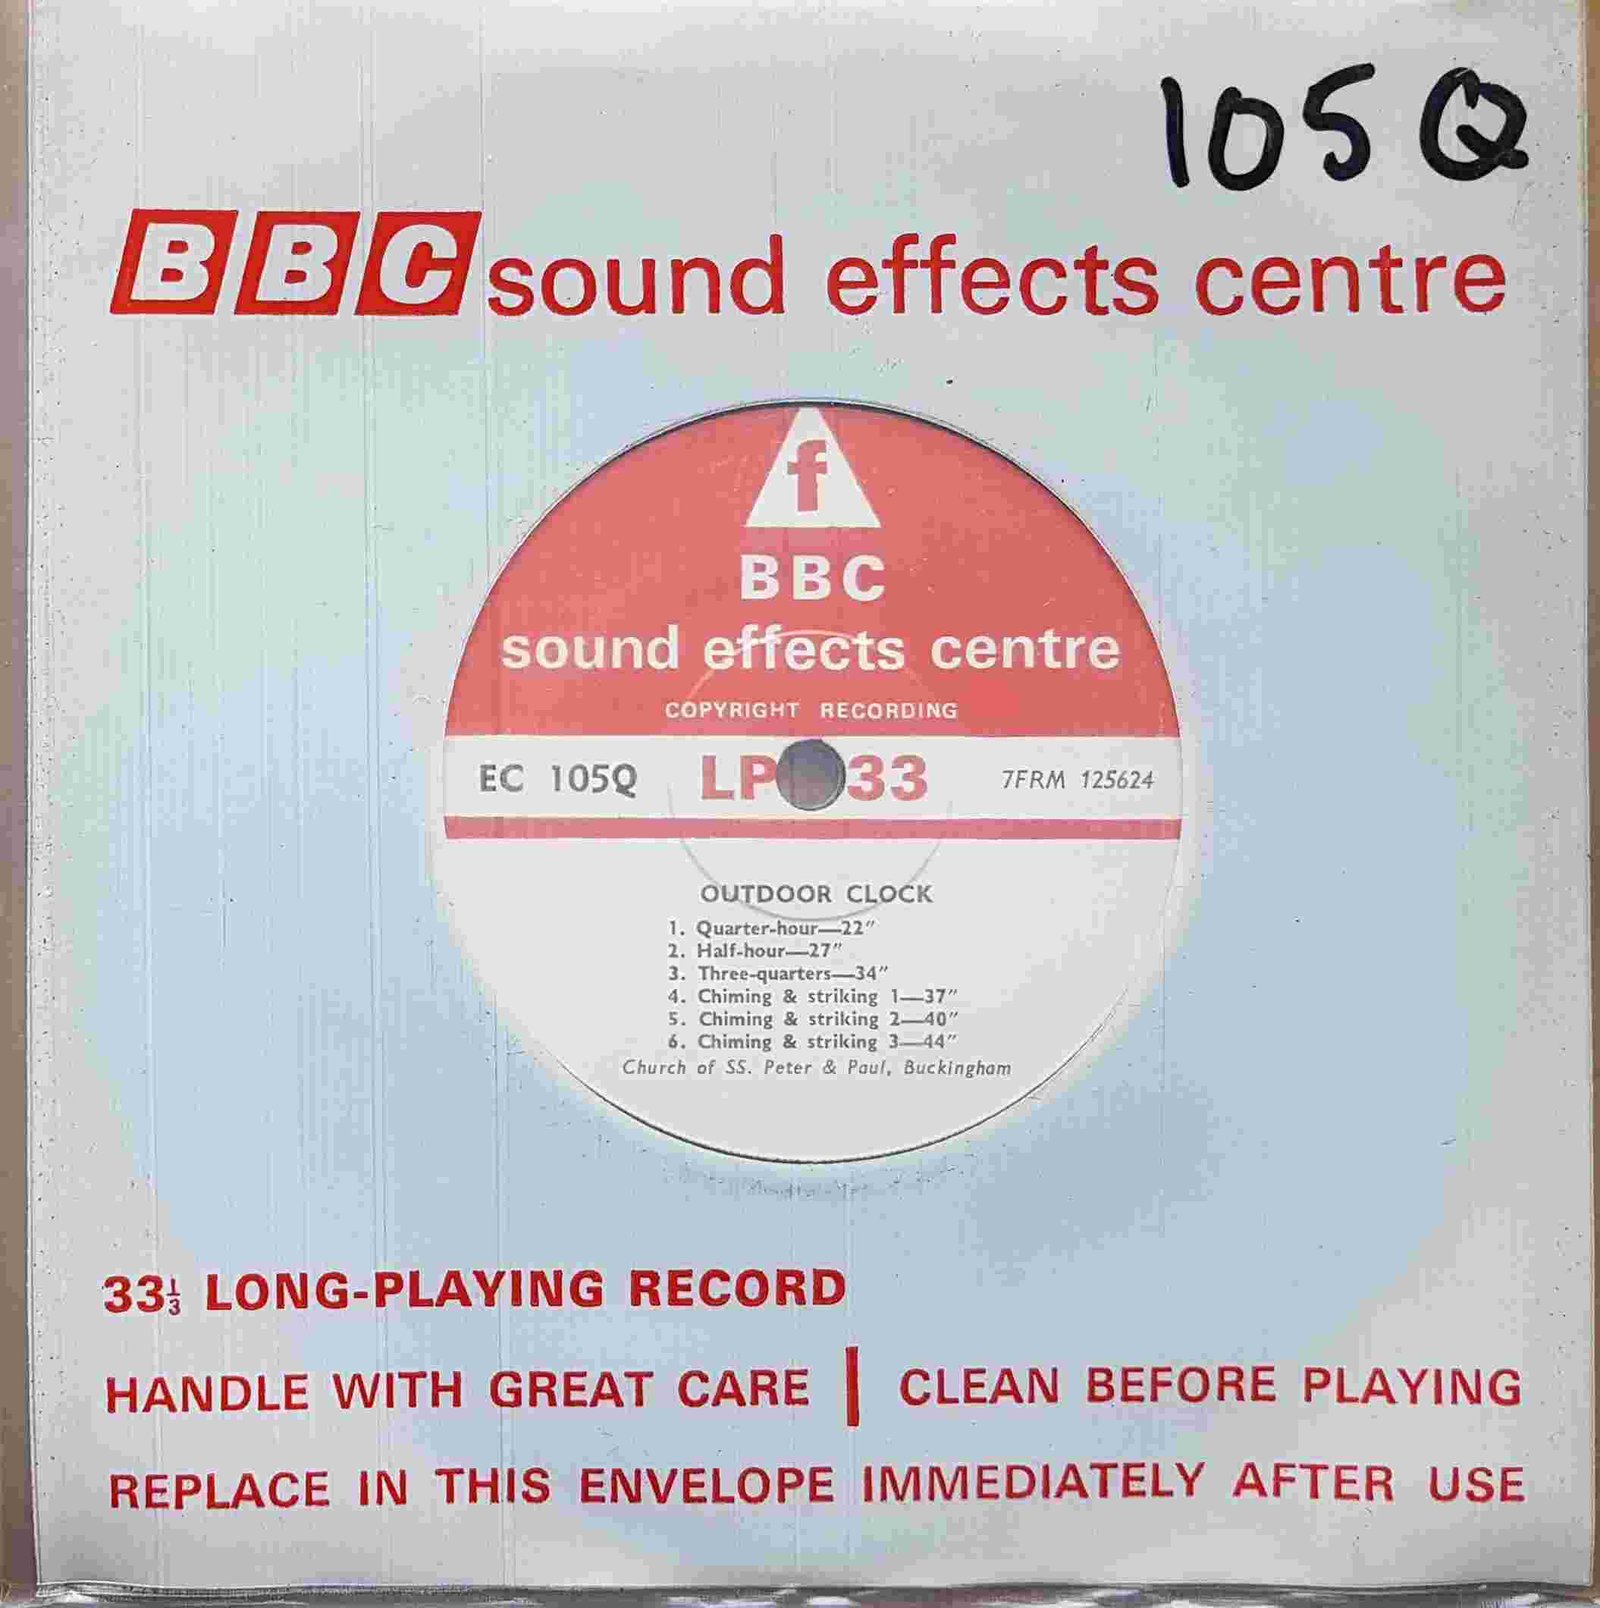 105Q
BBC sound effects centre
f
BBC
sound effects centre
COPYRIGHT RECORDING
EC 105Q LP 33 7FRM 125624
OUTDOOR CLOCK
1. Quarter-hour—22"
2. Half-hour—27"
3. Three-quarters—34"
4. Chiming & striking 1—37"
5. Chiming & striking 2—40"
6. Chiming & striking 3—44"
Church of SS. Peter & Paul, Buckingham
33⅓ LONG-PLAYING RECORD
HANDLE WITH GREAT CARE | CLEAN BEFORE PLAYING
REPLACE IN THIS ENVELOPE IMMEDIATELY AFTER USE